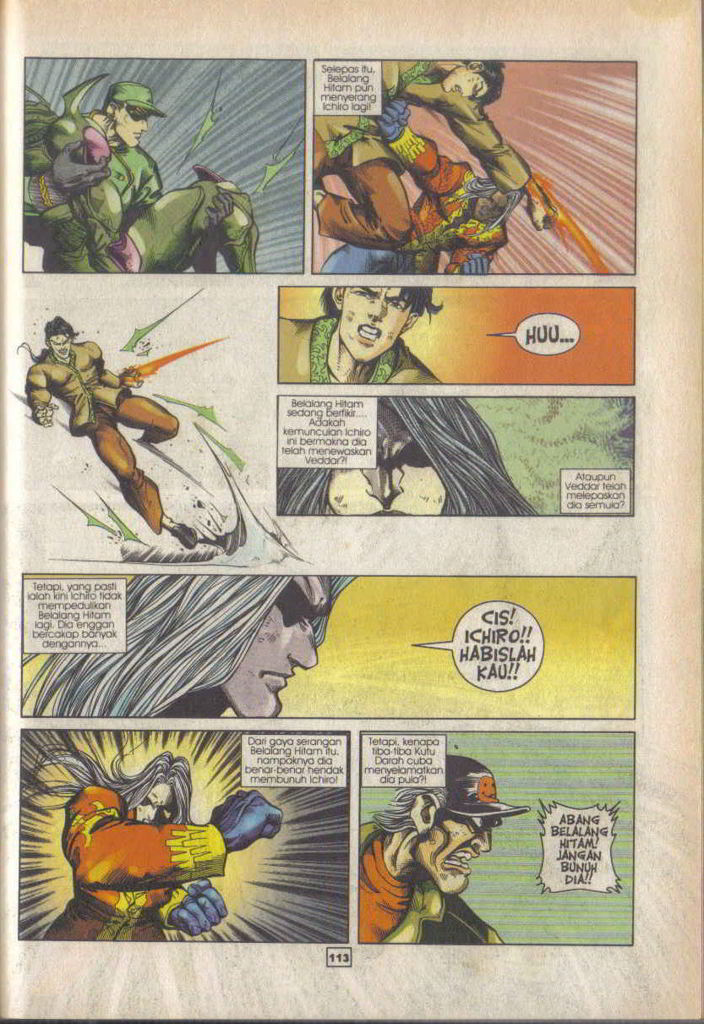 Selepas itu,
Belalang
Hitam pun
menyerang
Ichiro lagi!
HUU...
Belalang Hitam
sedang berfikir....
Adakah
kemunculan Ichiro
ini bermakna dia
telah menewaskan
Veddar?!
Ataupun
Veddar telah
melepaskan
dia semula?
Tetapi, yang pasti
ialah kini Ichiro tidak
mempedulikan
Belalang Hitam
lagi. Dia enggan
bercakap banyak
dengannya...
CIS!
ICHIRO!!
HABISLAH
KAU!!
Dari gaya serangan
Belalang Hitam itu,
nampaknya dia
benar-benar hendak
membunuh Ichiro!
Tetapi, kenapa
tiba-tiba Kutu
Darah cuba
menyelamatkan
dia pula?!
ABANG
BELALANG
HITAM!
JANGAN
BUNUH
DIA!!
113